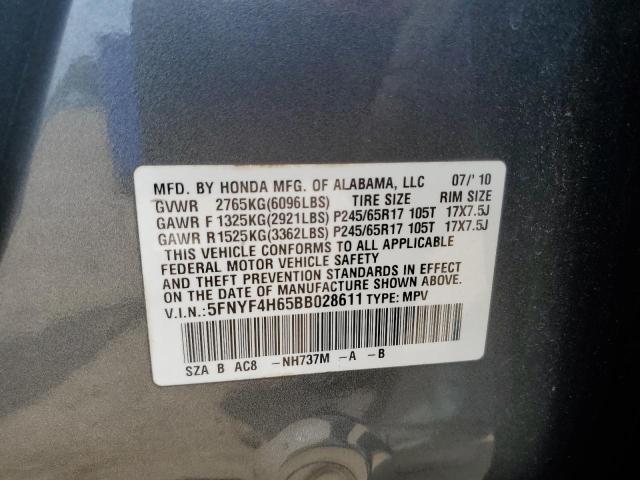 MFD. BY HONDA MFG. OF ALABAMA, LLC 07/'10
GVWR 2765KG(6096LBS) TIRE SIZE RIM SIZE
GAWR F 1325KG(2921LBS) P245/65R17 105T 17X7.5J
GAWR R 1525KG(3362LBS) P245/65R17 105T 17X7.5J
THIS VEHICLE CONFORMS TO ALL APPLICABLE
FEDERAL MOTOR VEHICLE SAFETY
AND THEFT PREVENTION STANDARDS IN EFFECT
ON THE DATE OF MANUFACTURE SHOWN ABOVE.
V.I.N.: 5FNYF4H65BB028611 TYPE: MPV
SZA B AC8 -NH737M -A -B